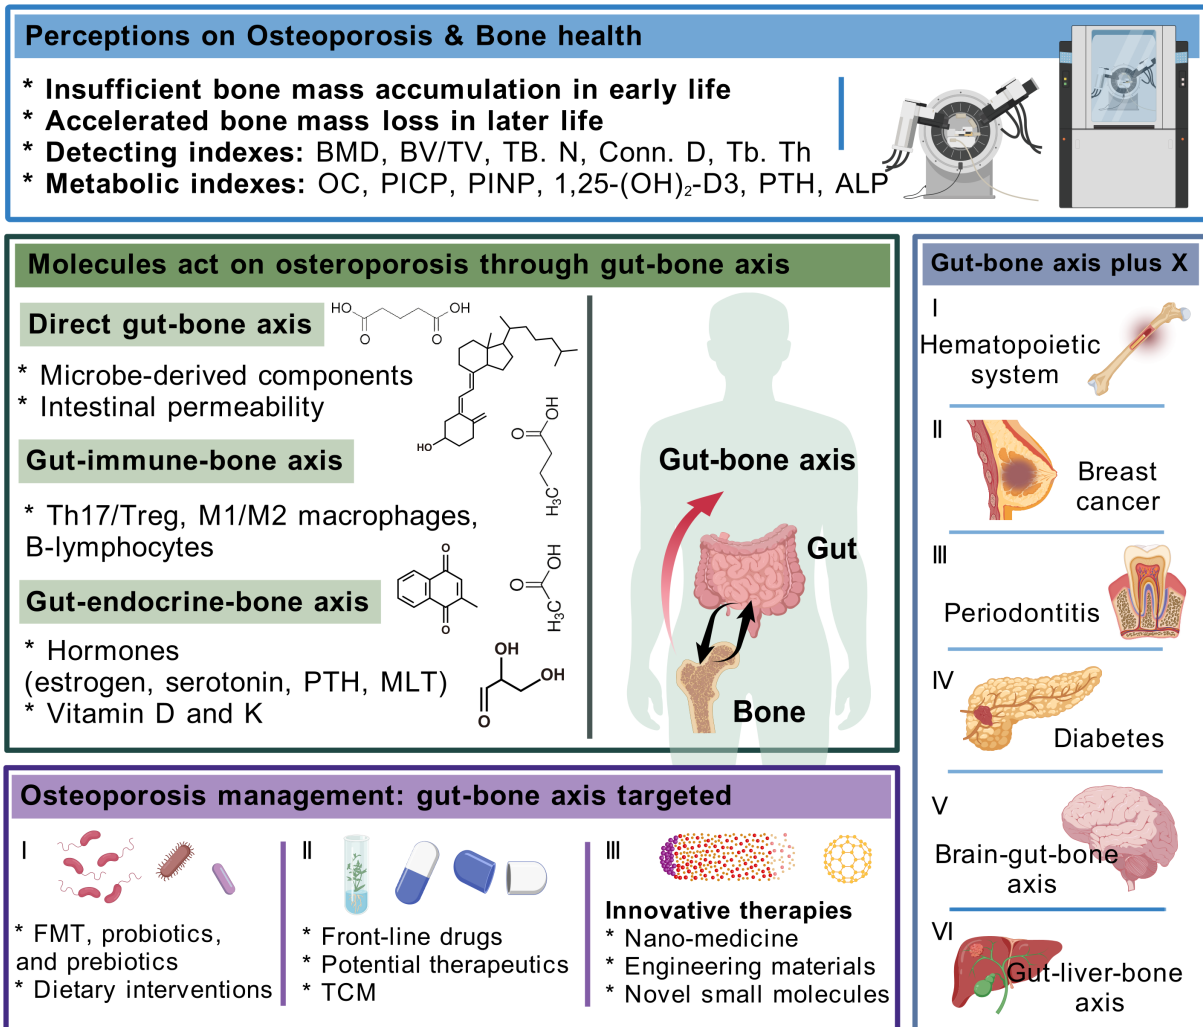 Perceptions on Osteoporosis & Bone health
* Insufficient bone mass accumulation in early life
* Accelerated bone mass loss in later life
* Detecting indexes: BMD, BV/TV, TB. N, Conn. D, Tb. Th
* Metabolic indexes: OC, PICP, PINP, 1,25-(OH)₂-D3, PTH, ALP
Molecules act on osteroporosis through gut-bone axis
Direct gut-bone axis
HO
OH
O
O
* Microbe-derived components
* Intestinal permeability
HO
Gut-immune-bone axis
OH
O
H₃C
* Th17/Treg, M1/M2 macrophages,
B-lymphocytes
Gut-endocrine-bone axis
O
O
OH
O
H₃C
* Hormones
(estrogen, serotonin, PTH, MLT)
* Vitamin D and K
OH
OH
O
Gut-bone axis
Gut
Bone
Gut-bone axis plus X
I
Hematopoietic
system
II
Breast
cancer
III
Periodontitis
IV
Diabetes
V
Brain-gut-bone
axis
VI
Gut-liver-bone
axis
Osteoporosis management: gut-bone axis targeted
I
* FMT, probiotics,
and prebiotics
* Dietary interventions
II
* Front-line drugs
* Potential therapeutics
* TCM
III
Innovative therapies
* Nano-medicine
* Engineering materials
* Novel small molecules